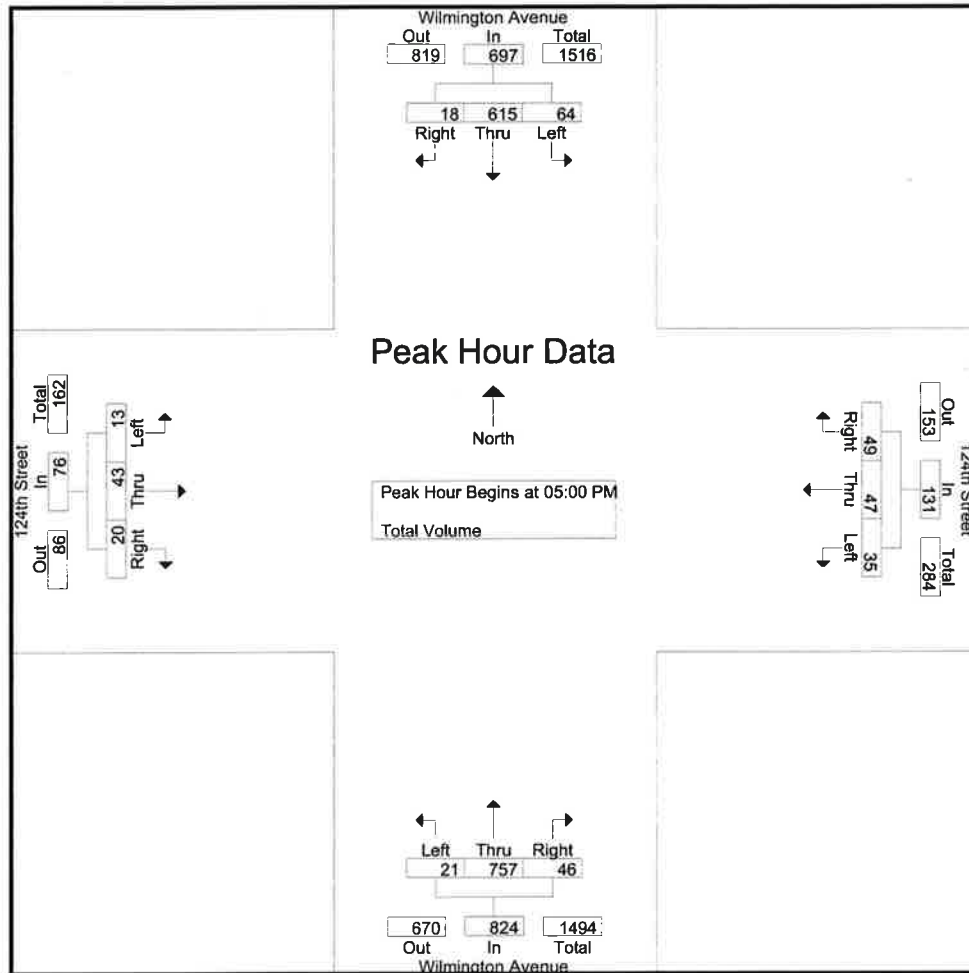 Wilmington Avenue
Out In Total
819 697 1516
18 615 64
Right Thru Left
Peak Hour Data
North
Peak Hour Begins at 05:00 PM
Total Volume
124th Street
Out In Total
86 76 162
20 43 13
Right Thru Left
124th Street
Out In Total
153 131 284
49 47 35
Right Thru Left
Left Thru Right
21 757 46
670 824 1494
Out In Total
Wilmington Avenue